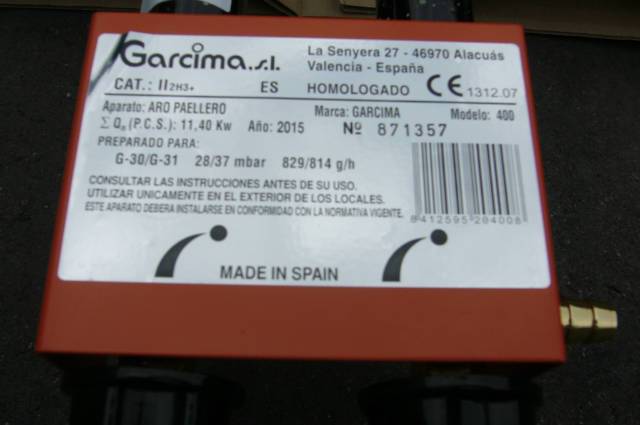 Garcima.s.l.
La Senyera 27 - 46970 Alacuás
Valencia - España
CAT.: II2H3+ ES HOMOLOGADO CE 1312.07
Aparato: ARO PAELLERO Marca: GARCIMA Modelo: 400
Σ Qn (P.C.S.): 11,40 Kw Año: 2015 Nº 871357
PREPARADO PARA:
G-30/G-31 28/37 mbar 829/814 g/h
CONSULTAR LAS INSTRUCCIONES ANTES DE SU USO.
UTILIZAR UNICAMENTE EN EL EXTERIOR DE LOS LOCALES.
ESTE APARATO DEBERA INSTALARSE EN CONFORMIDAD CON LA NORMATIVA VIGENTE.
8 412595 204008
MADE IN SPAIN